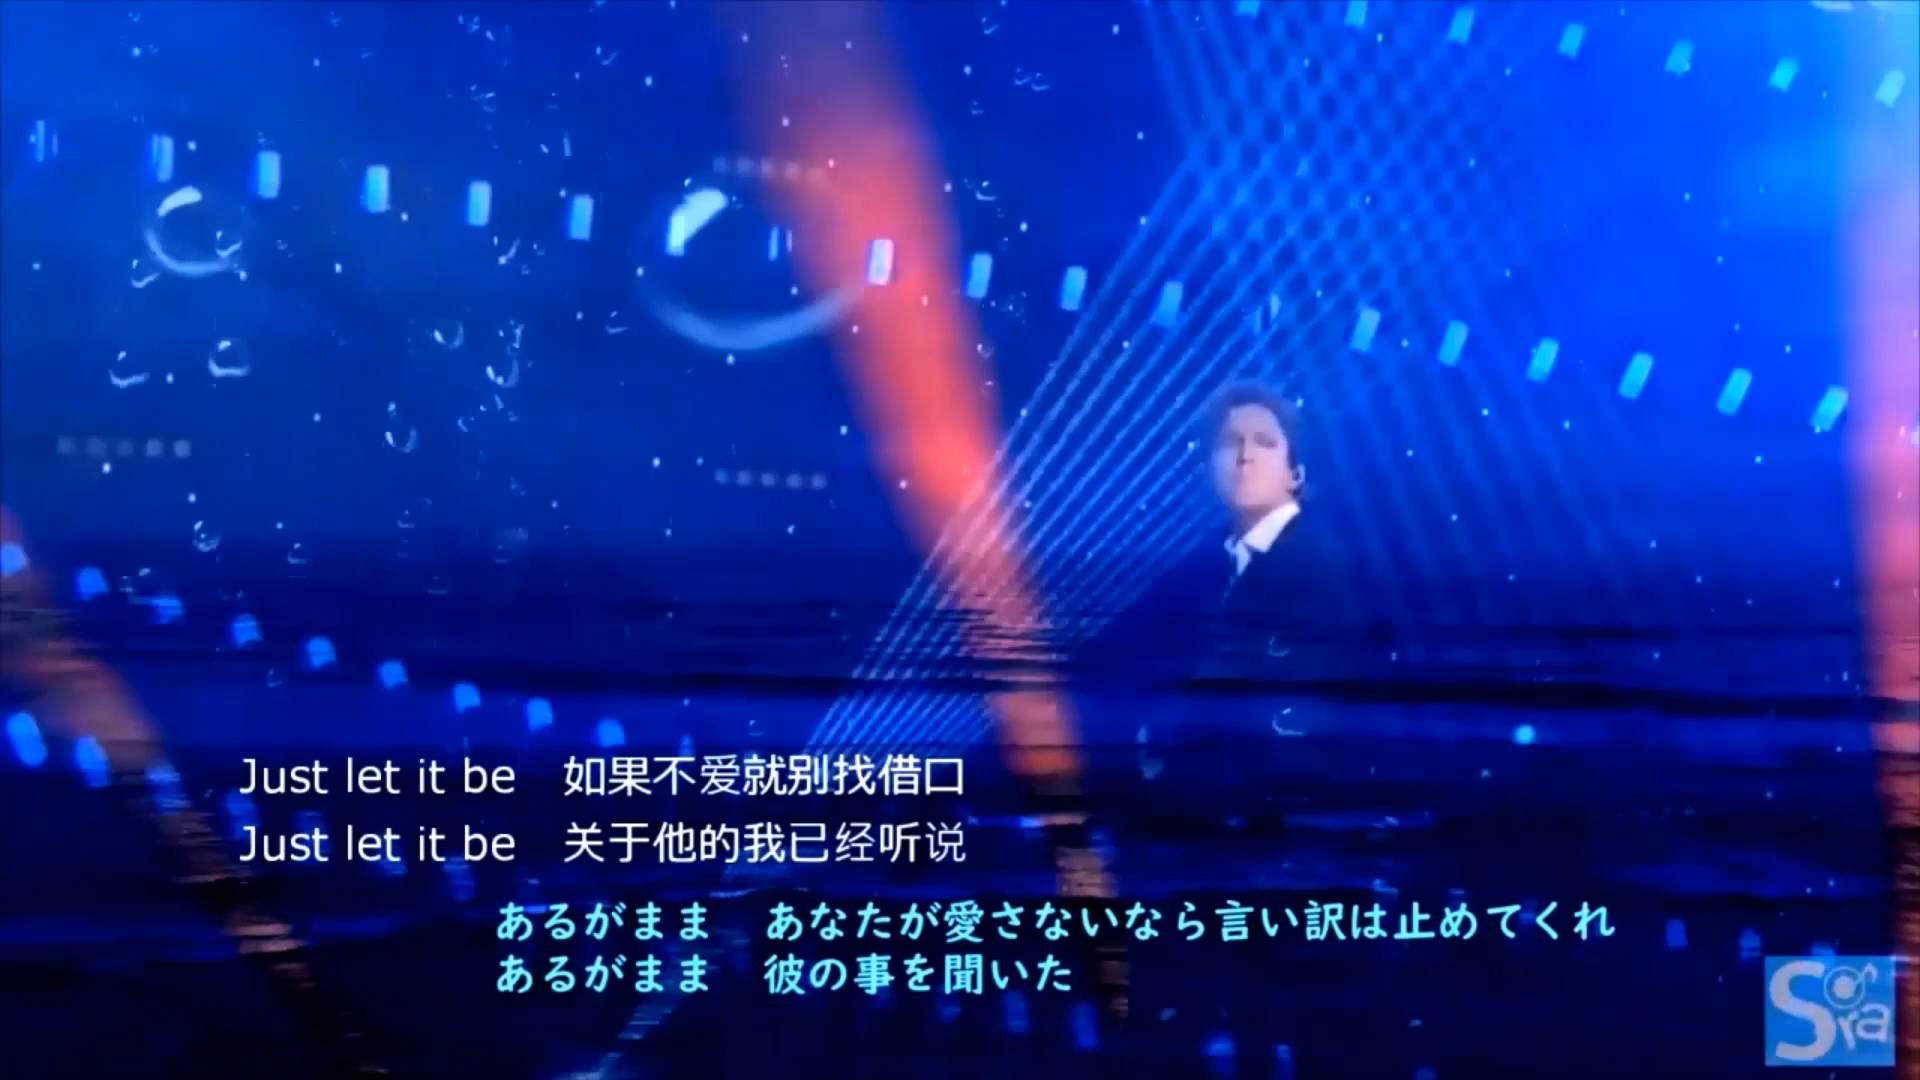 Just let it be　如果不爱就别找借口
Just let it be　关于他的我已经听说
あるがまま　あなたが愛さないなら言い訳は止めてくれ
あるがまま　彼の事を聞いた
Sora